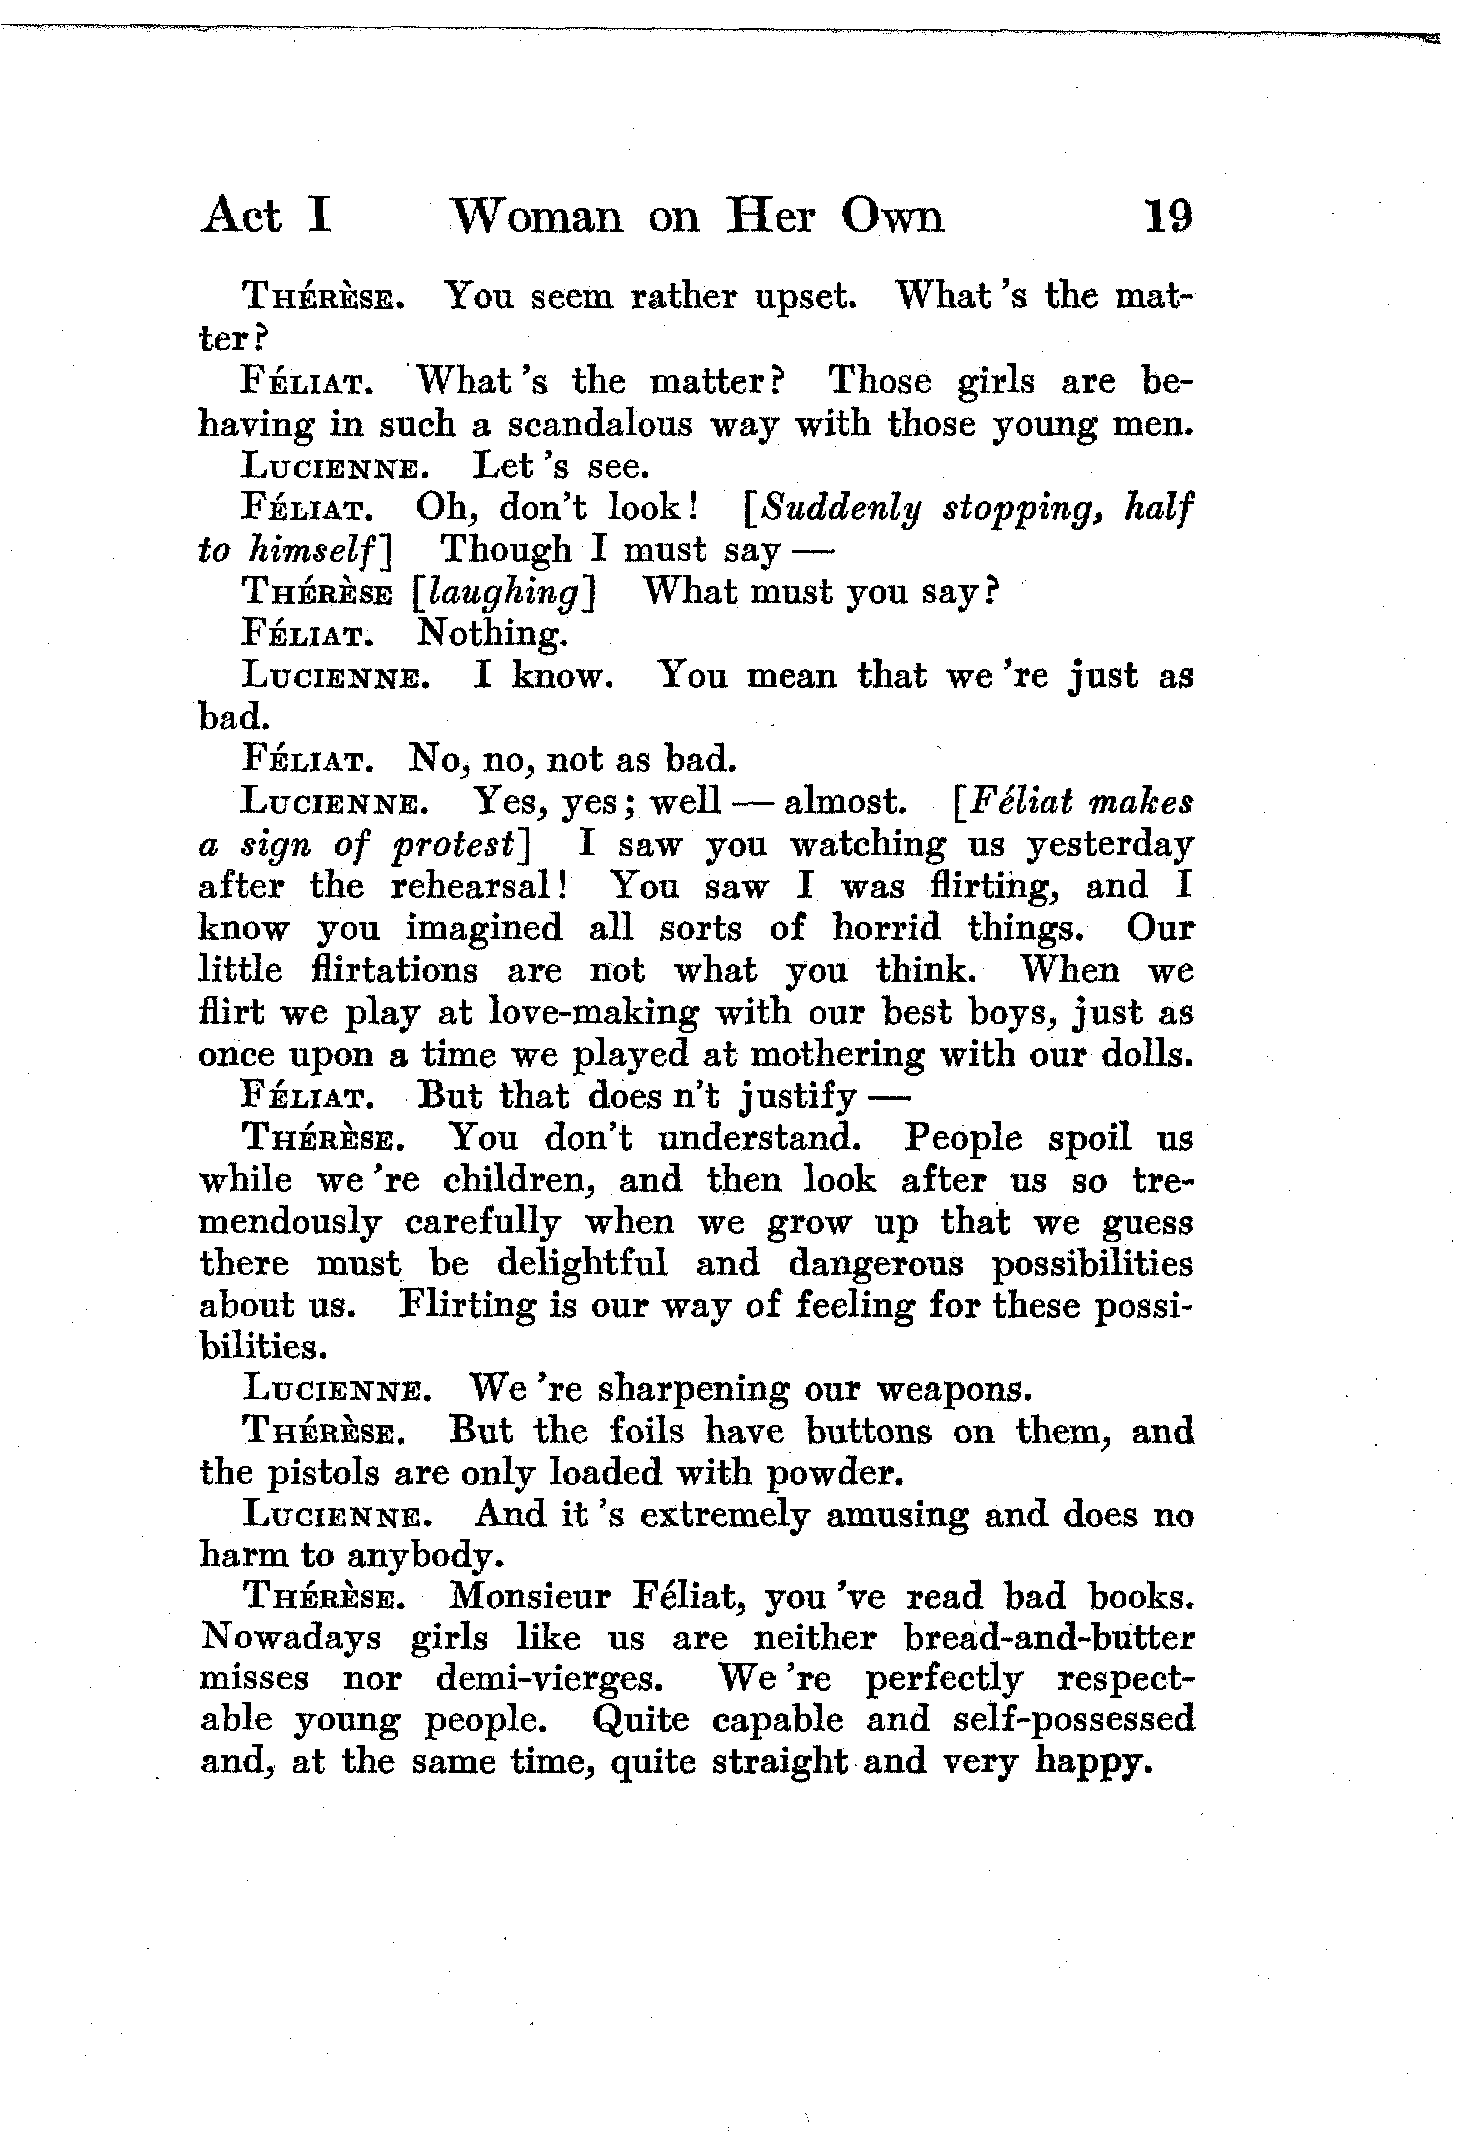 Act I Woman on Her Own 19
THÉRÈSE. You seem rather upset. What 's the mat-
ter?
FÉLIAT. What 's the matter? Those girls are be-
having in such a scandalous way with those young men.
LUCIENNE. Let 's see.
FÉLIAT. Oh, don't look! [Suddenly stopping, half
to himself] Though I must say —
THÉRÈSE [laughing] What must you say?
FÉLIAT. Nothing.
LUCIENNE. I know. You mean that we 're just as
bad.
FÉLIAT. No, no, not as bad.
LUCIENNE. Yes, yes; well — almost. [Féliat makes
a sign of protest] I saw you watching us yesterday
after the rehearsal! You saw I was flirting, and I
know you imagined all sorts of horrid things. Our
little flirtations are not what you think. When we
flirt we play at love-making with our best boys, just as
once upon a time we played at mothering with our dolls.
FÉLIAT. But that does n't justify —
THÉRÈSE. You don't understand. People spoil us
while we 're children, and then look after us so tre-
mendously carefully when we grow up that we guess
there must be delightful and dangerous possibilities
about us. Flirting is our way of feeling for these possi-
bilities.
LUCIENNE. We 're sharpening our weapons.
THÉRÈSE. But the foils have buttons on them, and
the pistols are only loaded with powder.
LUCIENNE. And it 's extremely amusing and does no
harm to anybody.
THÉRÈSE. Monsieur Féliat, you 've read bad books.
Nowadays girls like us are neither bread-and-butter
misses nor demi-vierges. We 're perfectly respect-
able young people. Quite capable and self-possessed
and, at the same time, quite straight and very happy.